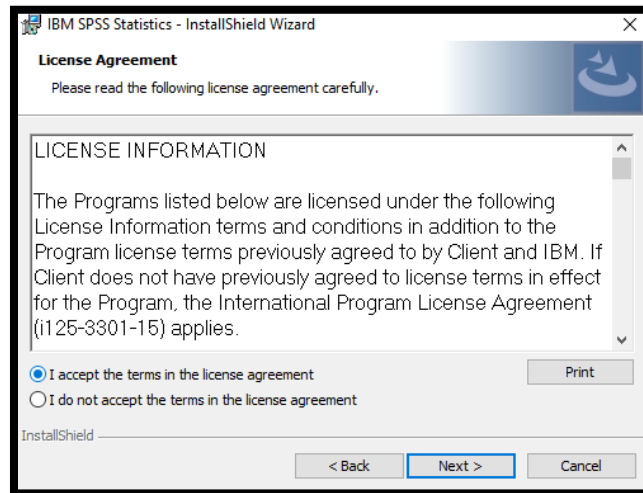 IBM SPSS Statistics - InstallShield Wizard
License Agreement
Please read the following license agreement carefully.
LICENSE INFORMATION
The Programs listed below are licensed under the following
License Information terms and conditions in addition to the
Program license terms previously agreed to by Client and IBM. If
Client does not have previously agreed to license terms in effect
for the Program, the International Program License Agreement
(i125-3301-15) applies.
I accept the terms in the license agreement
Print
I do not accept the terms in the license agreement
InstallShield
< Back
Next >
Cancel